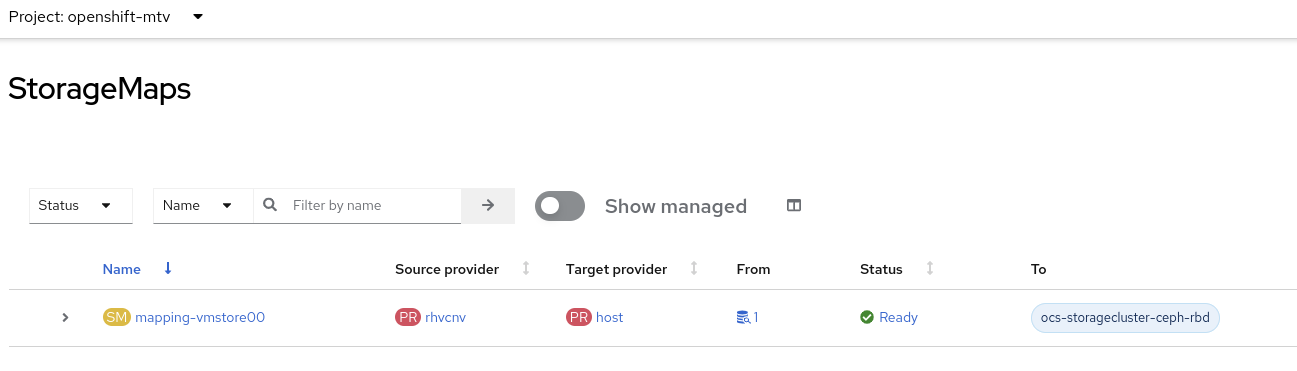 Project: openshift-mtv
StorageMaps
Status Name Filter by name Show managed
Name Source provider Target provider From Status To
SM mapping-vmstore00 PR rhvcnv PR host 1 Ready ocs-storagecluster-ceph-rbd